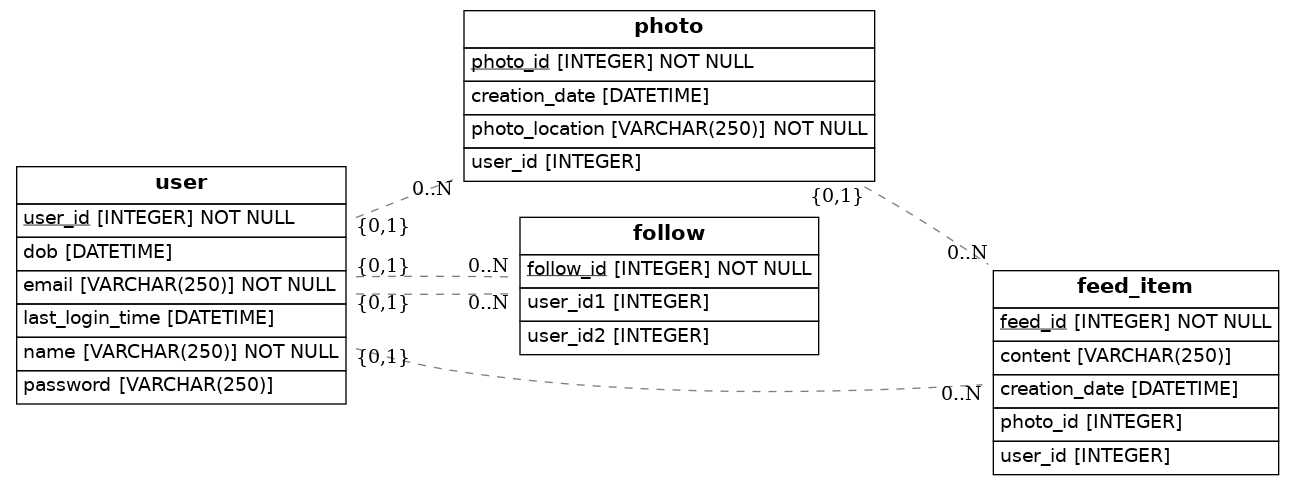 photo
photo_id [INTEGER] NOT NULL
creation_date [DATETIME]
photo_location [VARCHAR(250)] NOT NULL
user_id [INTEGER]
user
user_id [INTEGER] NOT NULL
dob [DATETIME]
email [VARCHAR(250)] NOT NULL
last_login_time [DATETIME]
name [VARCHAR(250)] NOT NULL
password [VARCHAR(250)]
0..N
{0,1}
{0,1}
0..N
{0,1}
0..N
{0,1}
0..N
follow
follow_id [INTEGER] NOT NULL
user_id1 [INTEGER]
user_id2 [INTEGER]
{0,1}
0..N
feed_item
feed_id [INTEGER] NOT NULL
content [VARCHAR(250)]
creation_date [DATETIME]
photo_id [INTEGER]
user_id [INTEGER]